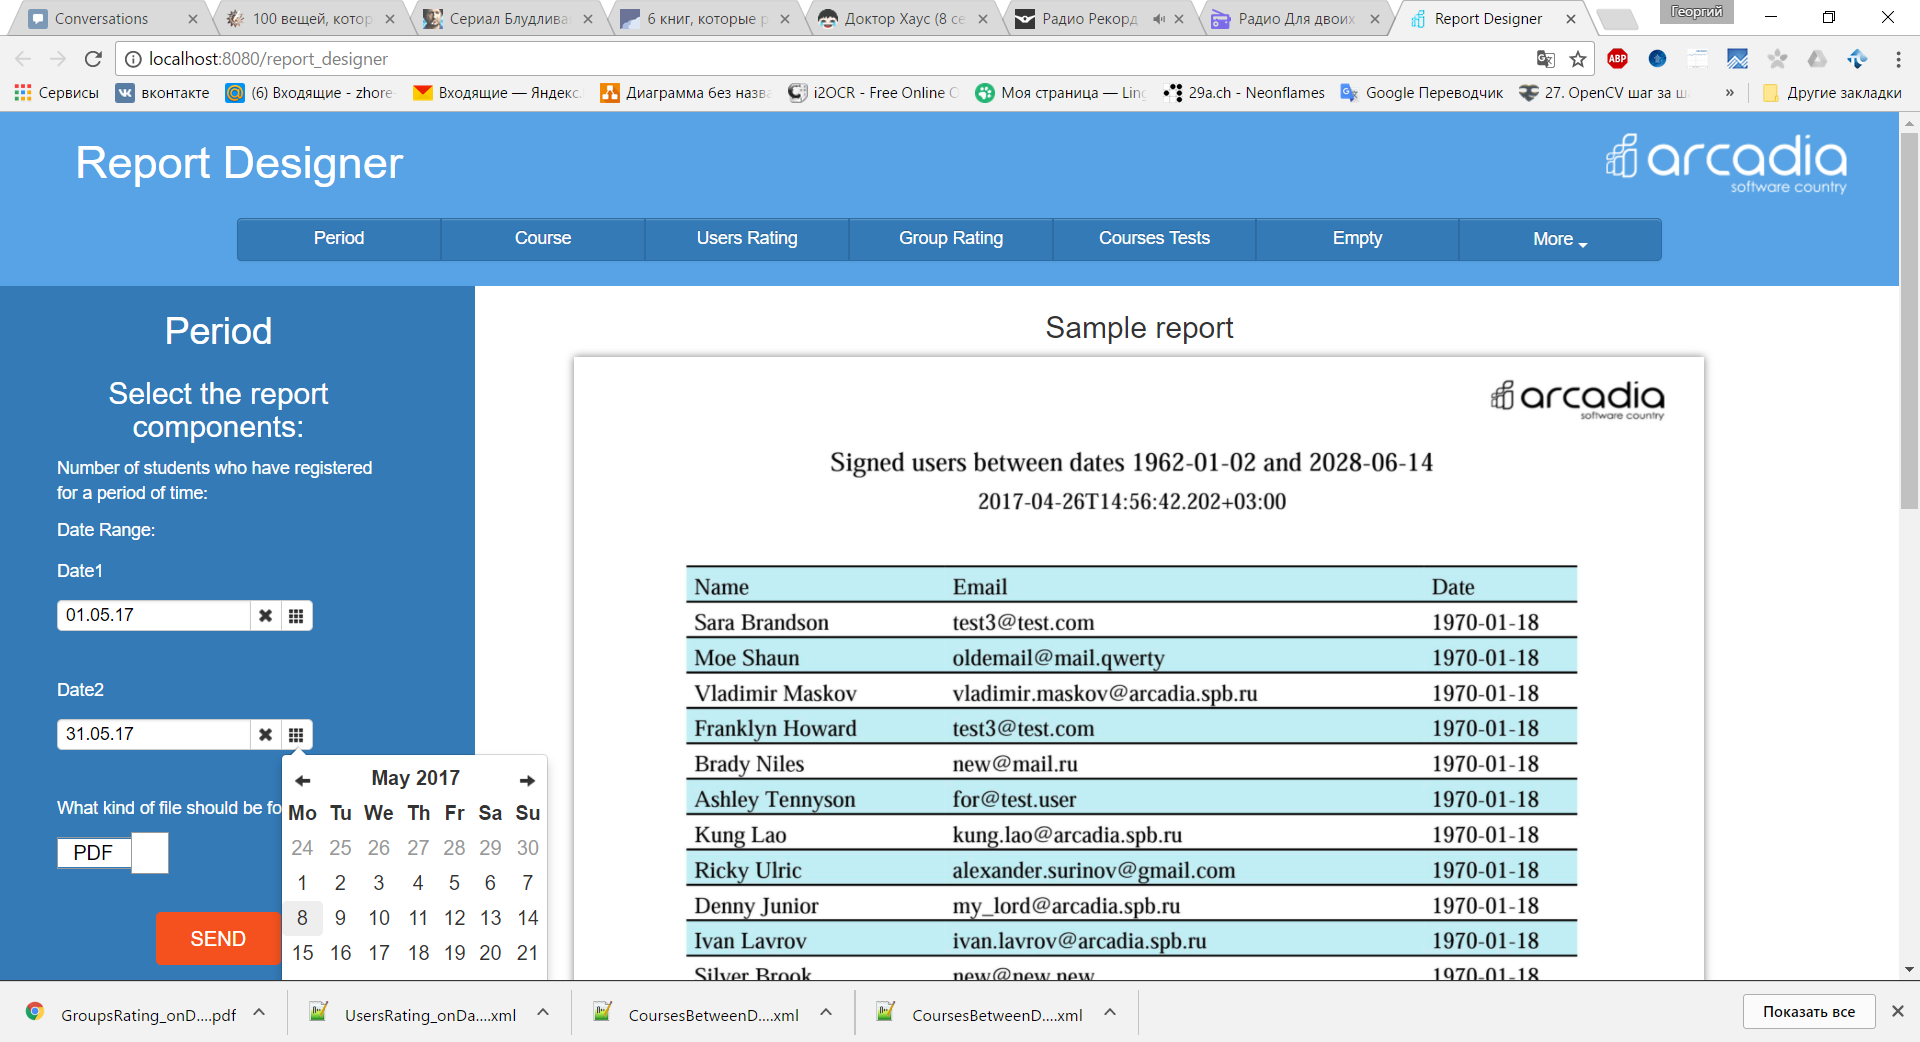 Conversations
100 вещей, котор
Сериал Блудлива
6 книг, которые р
Доктор Хаус (8 се
Радио Рекорд
Радио Для двоих
Report Designer
Георгий
localhost:8080/report_designer
ABP
Сервисы
вконтакте
(6) Входящие - zhore
Входящие — Яндекс.
Диаграмма без назва
i2OCR - Free Online O
Моя страница — Ling
29a.ch - Neonflames
Google Переводчик
27. OpenCV шаг за ш
»
Другие закладки
Report Designer
arcadia
software country
Period
Course
Users Rating
Group Rating
Courses Tests
Empty
More
Period
Select the report
components:
Number of students who have registered
for a period of time:
Date Range:
Date1
01.05.17
Date2
31.05.17
What kind of file should be fo
PDF
SEND
May 2017
Mo Tu We Th Fr Sa Su
24 25 26 27 28 29 30
1 2 3 4 5 6 7
8 9 10 11 12 13 14
15 16 17 18 19 20 21
Sample report
arcadia
software country
Signed users between dates 1962-01-02 and 2028-06-14
2017-04-26T14:56:42.202+03:00
Name Email Date
Sara Brandson test3@test.com 1970-01-18
Moe Shaun oldemail@mail.qwerty 1970-01-18
Vladimir Maskov vladimir.maskov@arcadia.spb.ru 1970-01-18
Franklyn Howard test3@test.com 1970-01-18
Brady Niles new@mail.ru 1970-01-18
Ashley Tennyson for@test.user 1970-01-18
Kung Lao kung.lao@arcadia.spb.ru 1970-01-18
Ricky Ulric alexander.surinov@gmail.com 1970-01-18
Denny Junior my_lord@arcadia.spb.ru 1970-01-18
Ivan Lavrov ivan.lavrov@arcadia.spb.ru 1970-01-18
Silver Brook new@new.new 1970-01-18
GroupsRating_onD....pdf
UsersRating_onDa....xml
CoursesBetweenD....xml
CoursesBetweenD....xml
Показать все